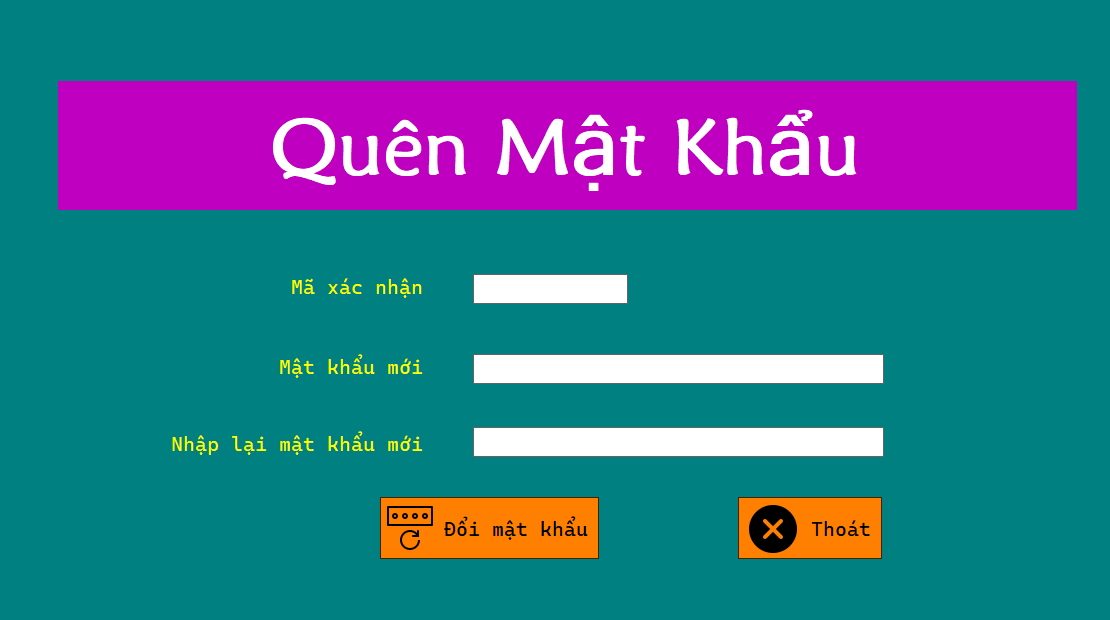 Quên Mật Khẩu
Mã xác nhận
Mật khẩu mới
Nhập lại mật khẩu mới
Đổi mật khẩu
Thoát